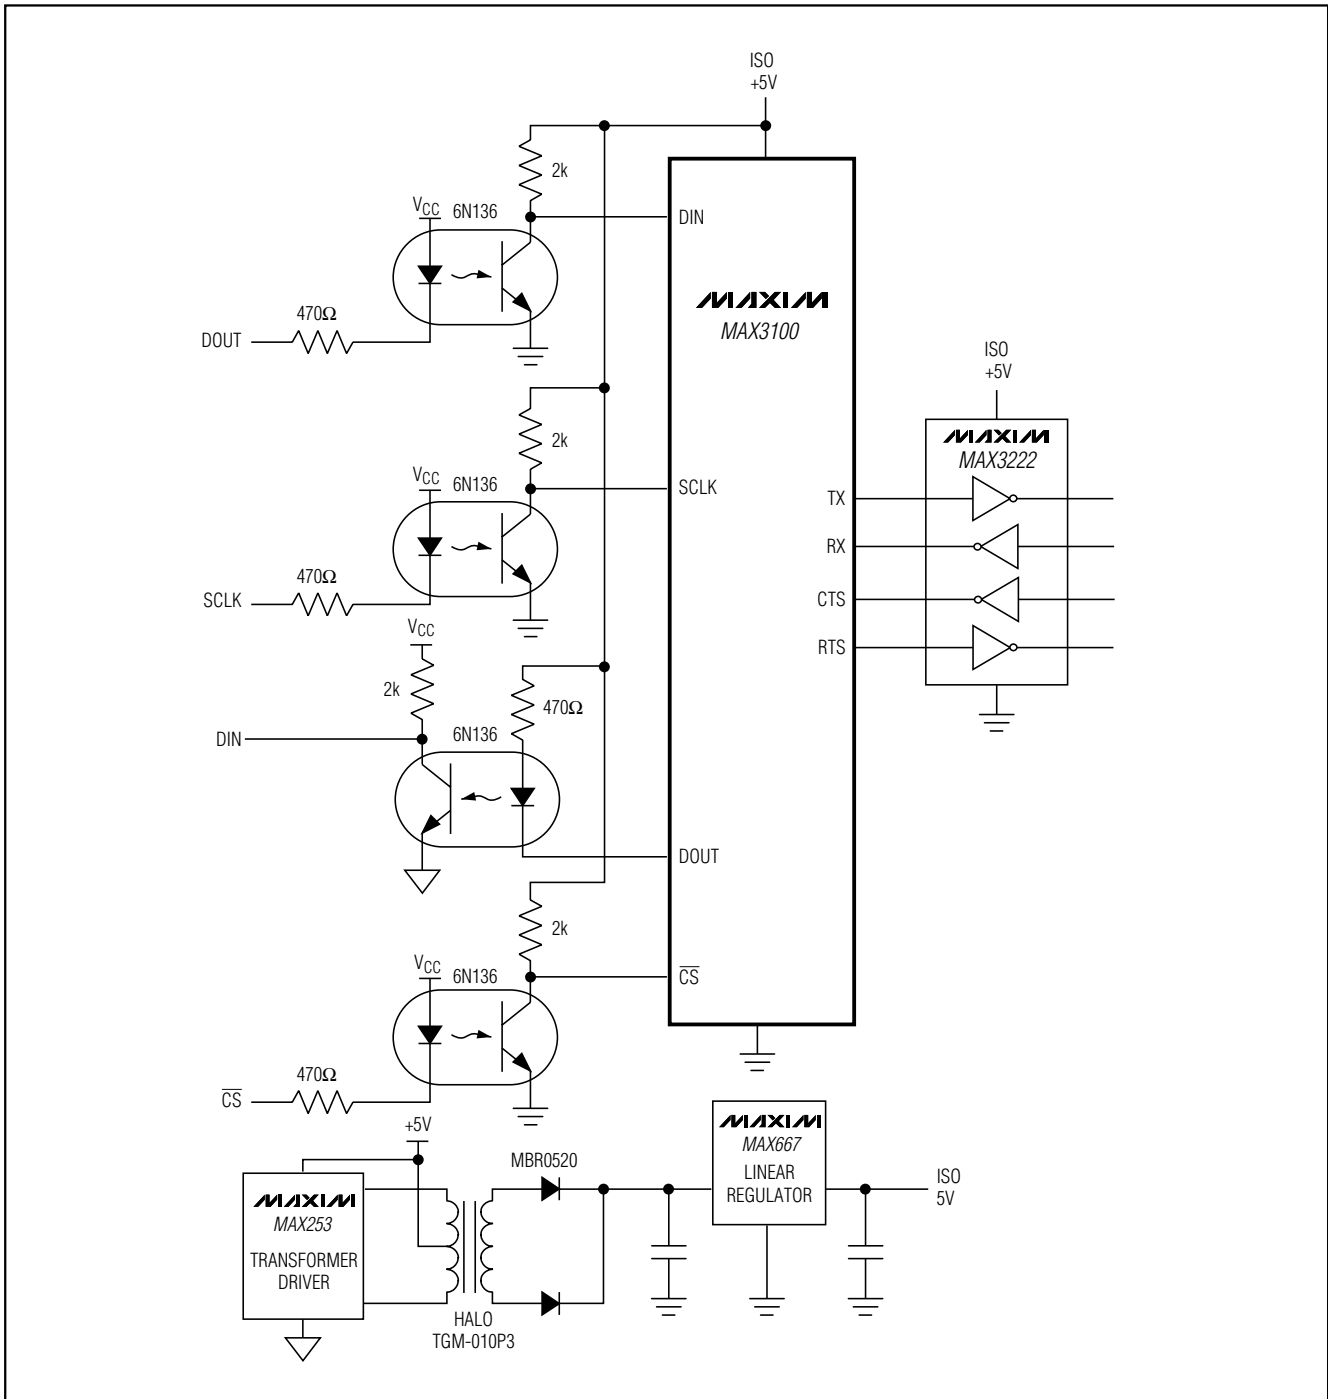 ISO
+5V
2k
VCC
6N136
DIN
MAXIM
MAX3100
470Ω
DOUT
ISO
+5V
2k
MAXIM
MAX3222
VCC
6N136
SCLK
TX
RX
470Ω
SCLK
CTS
VCC
RTS
2k
470Ω
6N136
DIN
DOUT
2k
VCC
6N136
CS
470Ω
CS
+5V
MBR0520
MAXIM
MAX667
LINEAR
REGULATOR
ISO
5V
MAXIM
MAX253
TRANSFORMER
DRIVER
HALO
TGM-010P3